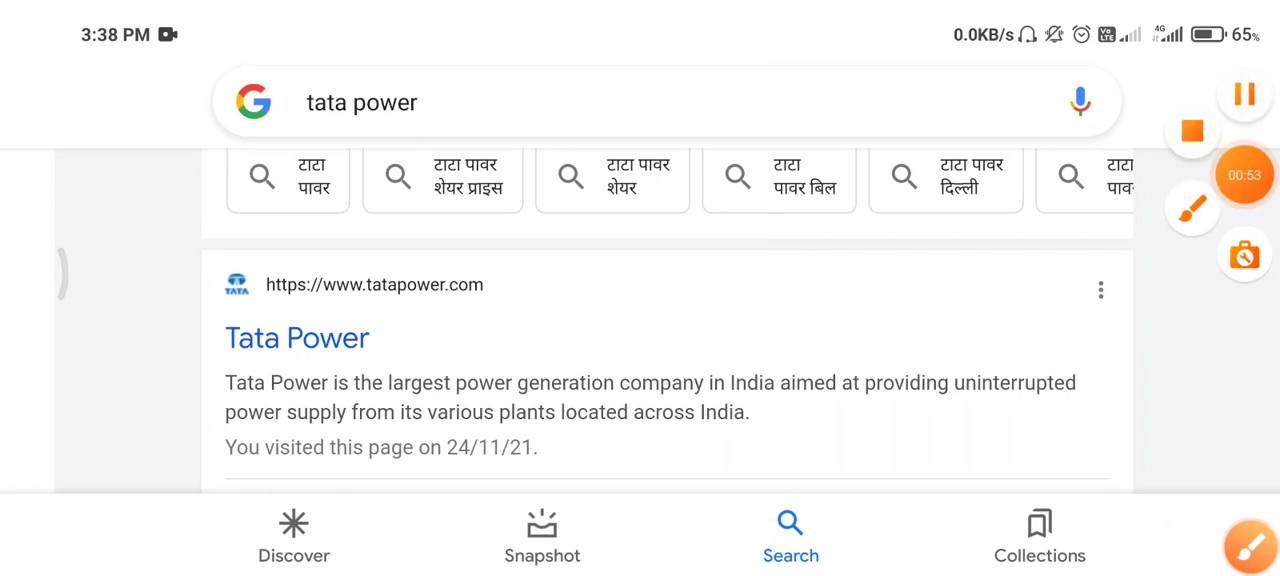 3:38 PM 0.0KB/s Vo LTE 4G 65%
tata power
00:53
टाटा
पावर
टाटा पावर
शेयर प्राइस
टाटा पावर
शेयर
टाटा
पावर बिल
टाटा पावर
दिल्ली
TATA
https://www.tatapower.com
Tata Power
Tata Power is the largest power generation company in India aimed at providing uninterrupted
power supply from its various plants located across India.
You visited this page on 24/11/21.
Discover Snapshot Search Collections